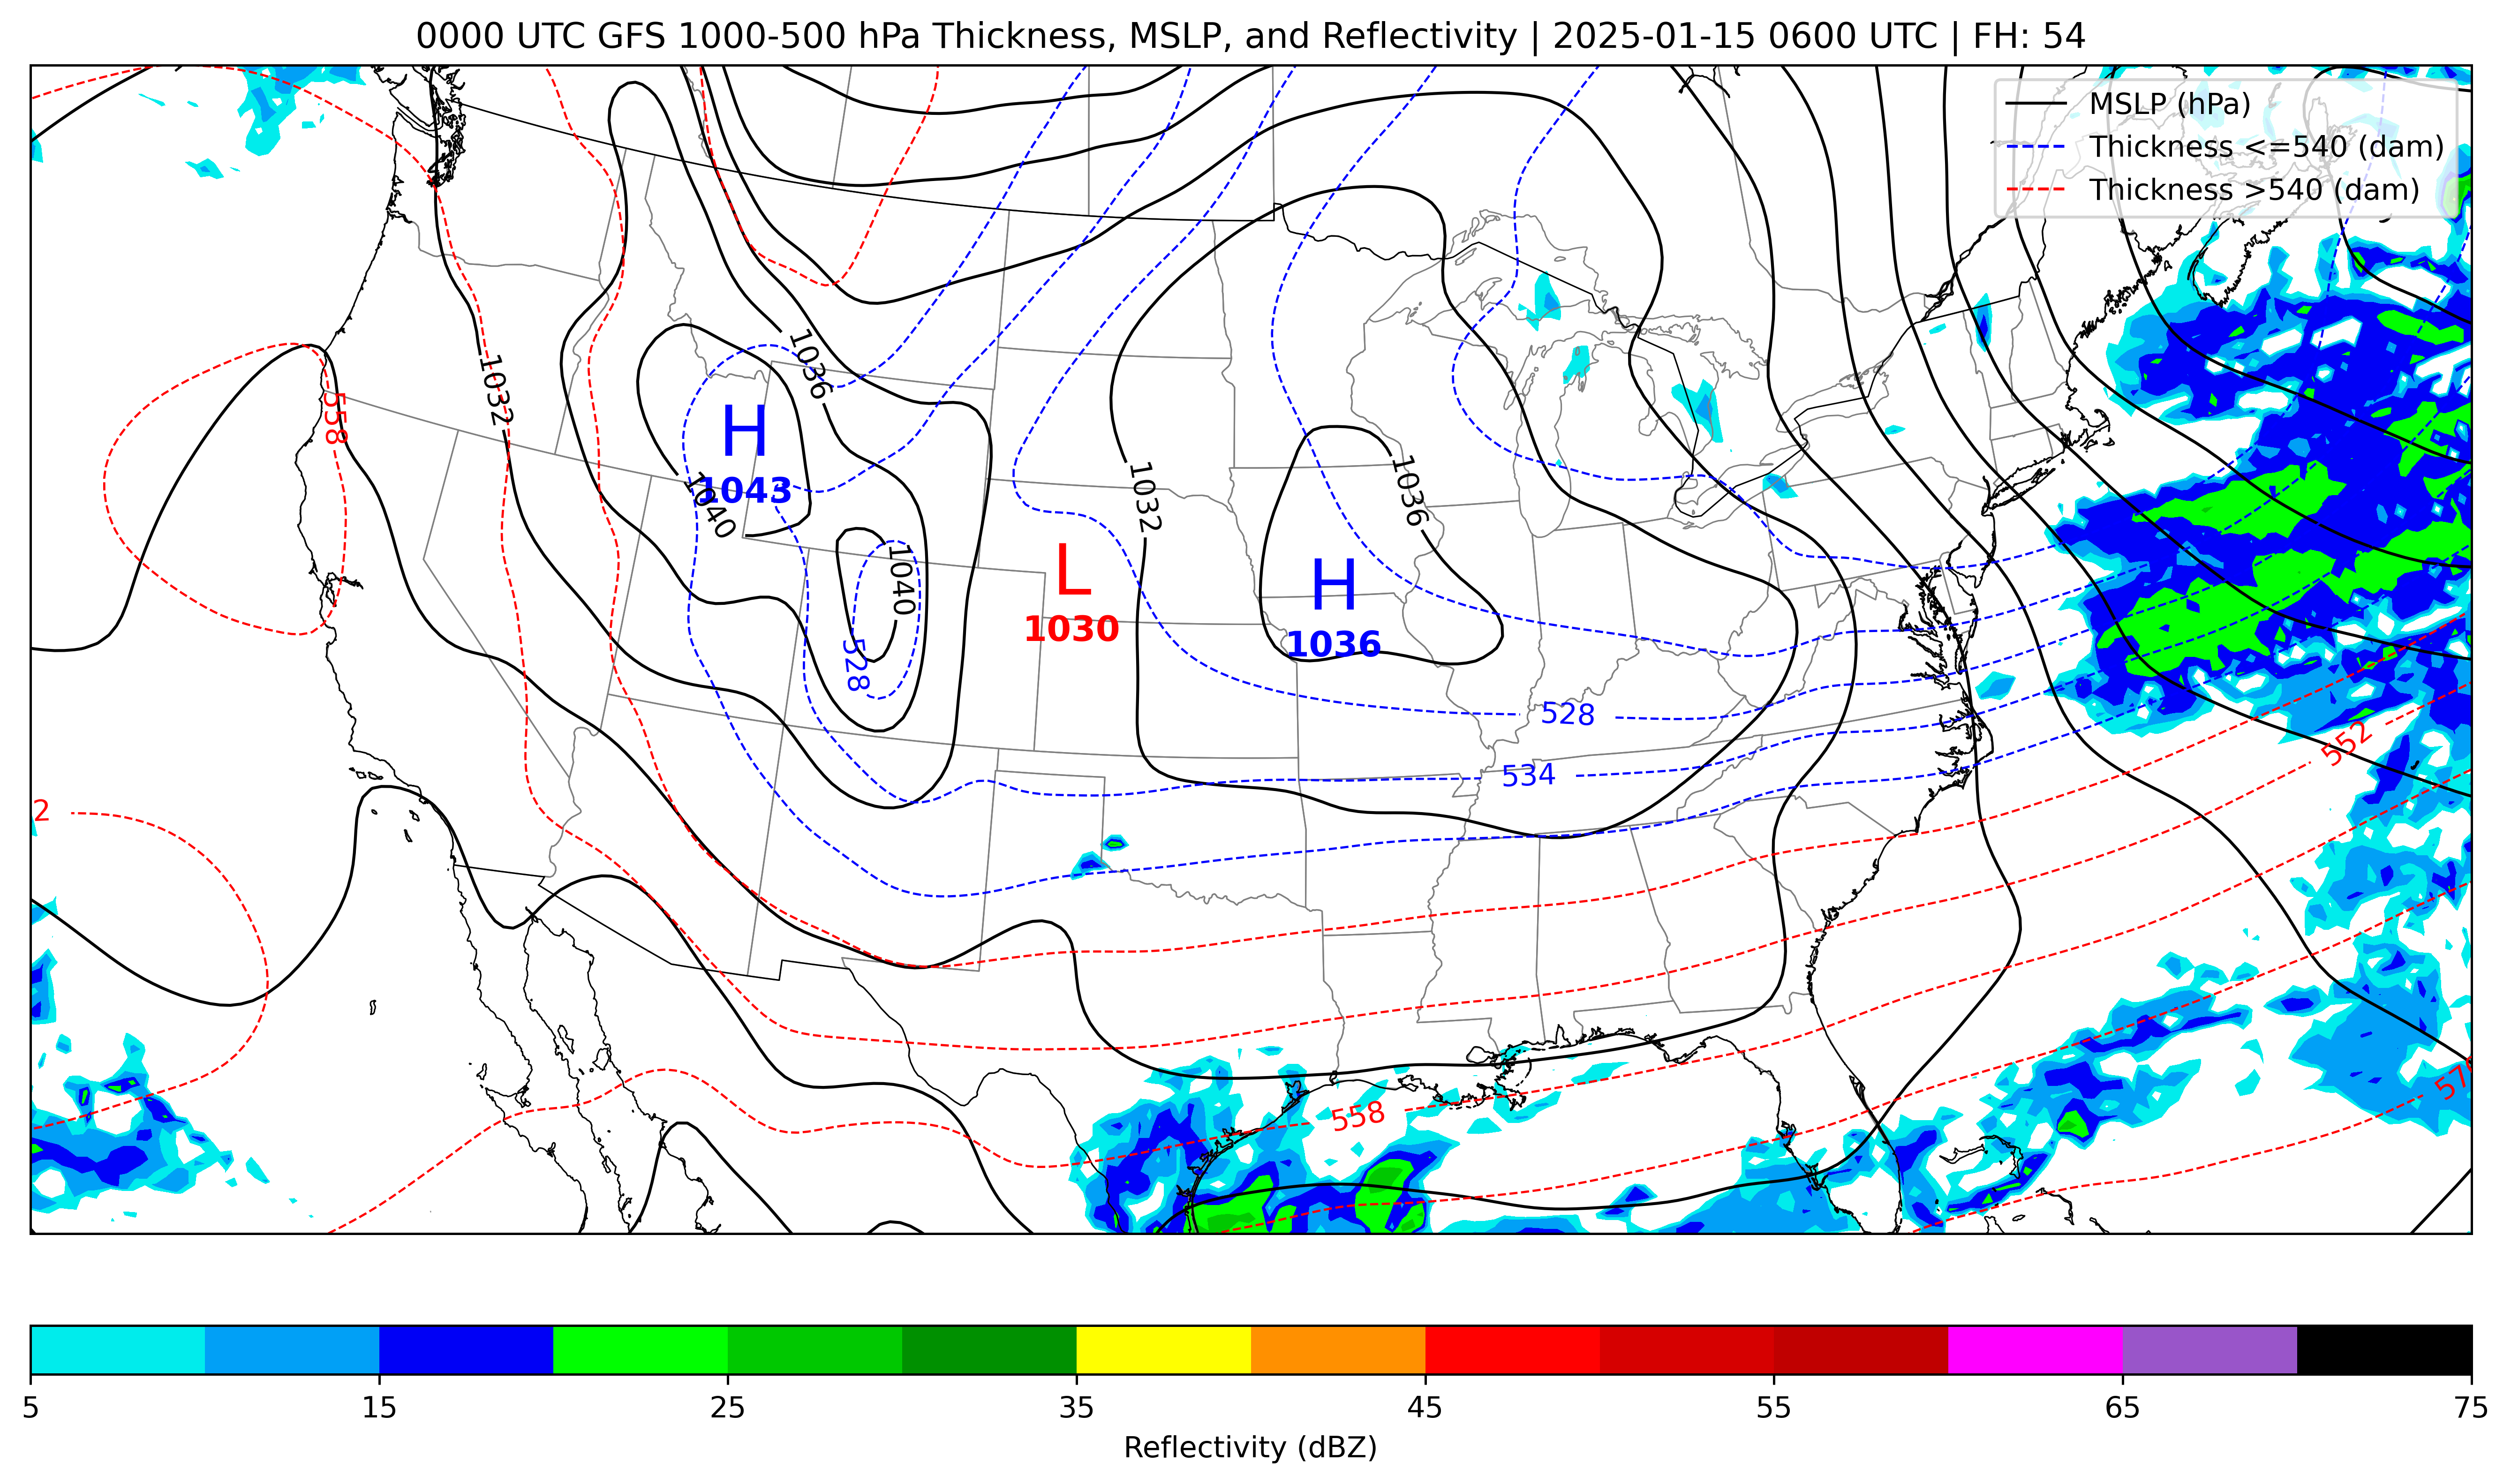 0000 UTC GFS 1000-500 hPa Thickness, MSLP, and Reflectivity | 2025-01-15 0600 UTC | FH: 54
MSLP (hPa)
Thickness <=540 (dam)
Thickness >540 (dam)
1036
1032
558
H
1043
1040
1032
1036
L
1030
H
1036
1040
528
528
534
552
2
558
570
5 15 25 35 45 55 65 75
Reflectivity (dBZ)